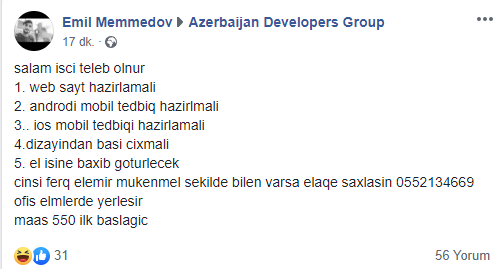 Emil Memmedov ▸ Azerbaijan Developers Group
17 dk. ·
salam isci teleb olnur
1. web sayt hazirlamali
2. androdi mobil tedbiq hazirlmali
3.. ios mobil tedbiqi hazirlamali
4.dizayindan basi cixmali
5. el isine baxib goturlecek
cinsi ferq elemir mukenmel sekilde bilen varsa elaqe saxlasin 0552134669
ofis elmlerde yerlesir
maas 550 ilk baslagic
31 56 Yorum